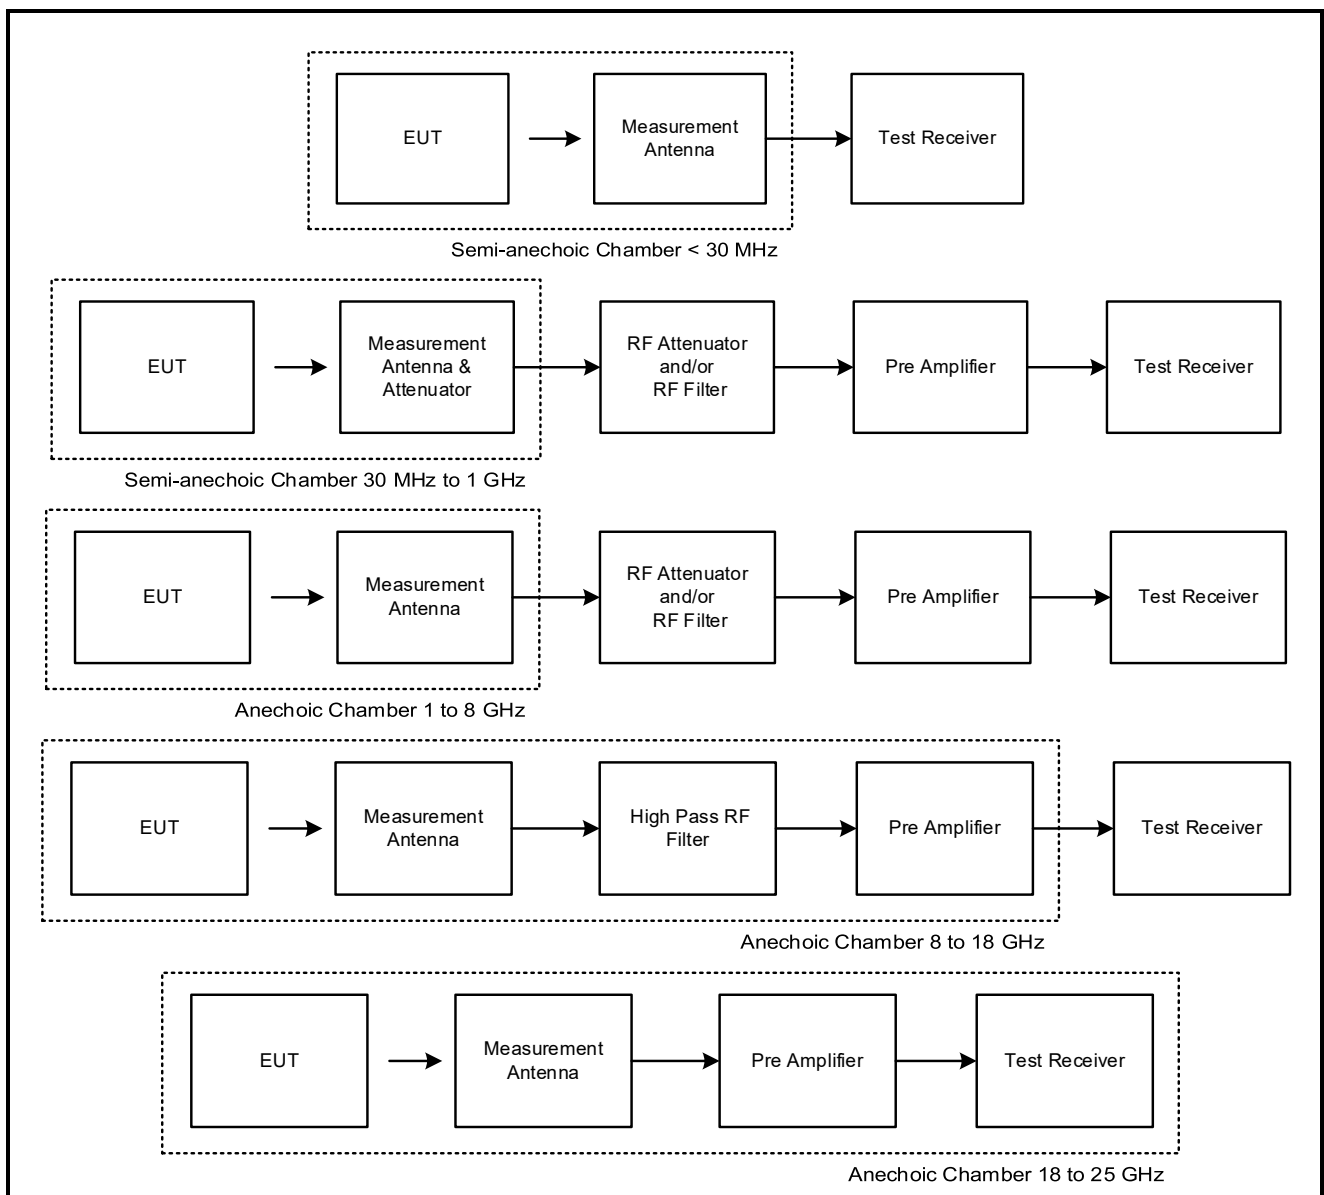 EUT
Measurement
Antenna
Test Receiver
Semi-anechoic Chamber < 30 MHz
EUT
Measurement
Antenna &
Attenuator
RF Attenuator
and/or
RF Filter
Pre Amplifier
Test Receiver
Semi-anechoic Chamber 30 MHz to 1 GHz
EUT
Measurement
Antenna
RF Attenuator
and/or
RF Filter
Pre Amplifier
Test Receiver
Anechoic Chamber 1 to 8 GHz
EUT
Measurement
Antenna
High Pass RF
Filter
Pre Amplifier
Test Receiver
Anechoic Chamber 8 to 18 GHz
EUT
Measurement
Antenna
Pre Amplifier
Test Receiver
Anechoic Chamber 18 to 25 GHz